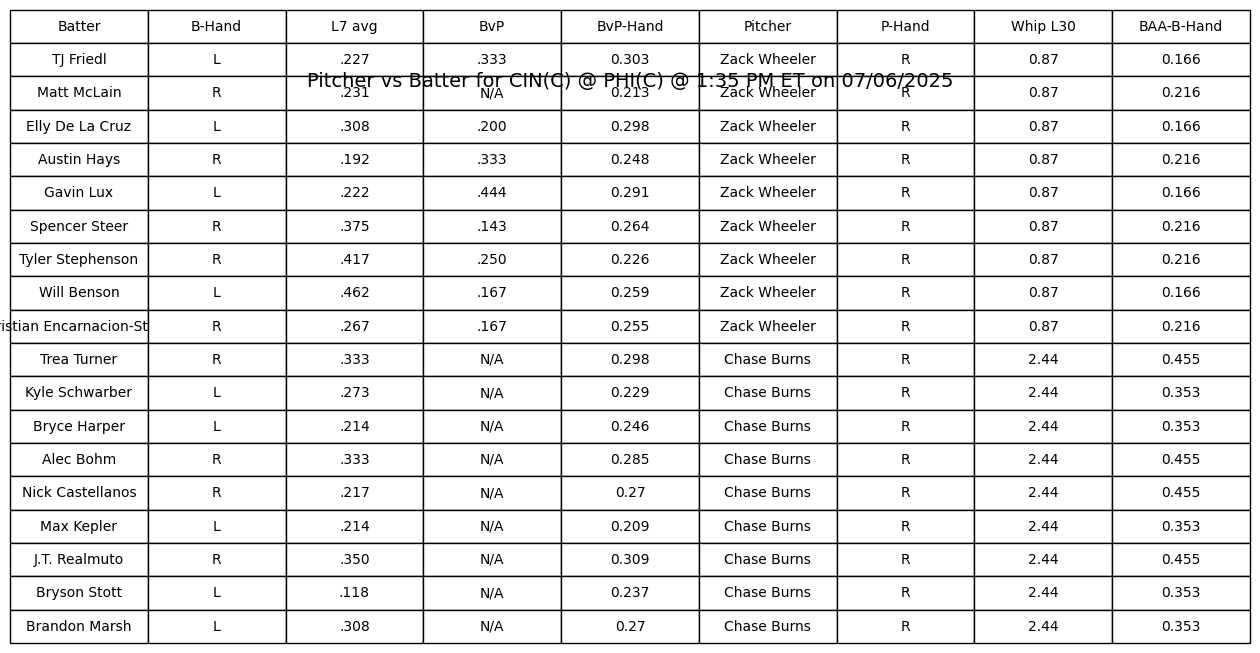 Batter B-Hand L7 avg BvP BvP-Hand Pitcher P-Hand Whip L30 BAA-B-Hand
TJ Friedl L .227 .333 0.303 Zack Wheeler R 0.87 0.166
Pitcher vs Batter for CIN(C) @ PHI(C) @ 1:35 PM ET on 07/06/2025
Matt McLain R .231 N/A 0.213 Zack Wheeler R 0.87 0.216
Elly De La Cruz L .308 .200 0.298 Zack Wheeler R 0.87 0.166
Austin Hays R .192 .333 0.248 Zack Wheeler R 0.87 0.216
Gavin Lux L .222 .444 0.291 Zack Wheeler R 0.87 0.166
Spencer Steer R .375 .143 0.264 Zack Wheeler R 0.87 0.216
Tyler Stephenson R .417 .250 0.226 Zack Wheeler R 0.87 0.216
Will Benson L .462 .167 0.259 Zack Wheeler R 0.87 0.166
istian Encarnacion-St R .267 .167 0.255 Zack Wheeler R 0.87 0.216
Trea Turner R .333 N/A 0.298 Chase Burns R 2.44 0.455
Kyle Schwarber L .273 N/A 0.229 Chase Burns R 2.44 0.353
Bryce Harper L .214 N/A 0.246 Chase Burns R 2.44 0.353
Alec Bohm R .333 N/A 0.285 Chase Burns R 2.44 0.455
Nick Castellanos R .217 N/A 0.27 Chase Burns R 2.44 0.455
Max Kepler L .214 N/A 0.209 Chase Burns R 2.44 0.353
J.T. Realmuto R .350 N/A 0.309 Chase Burns R 2.44 0.455
Bryson Stott L .118 N/A 0.237 Chase Burns R 2.44 0.353
Brandon Marsh L .308 N/A 0.27 Chase Burns R 2.44 0.353